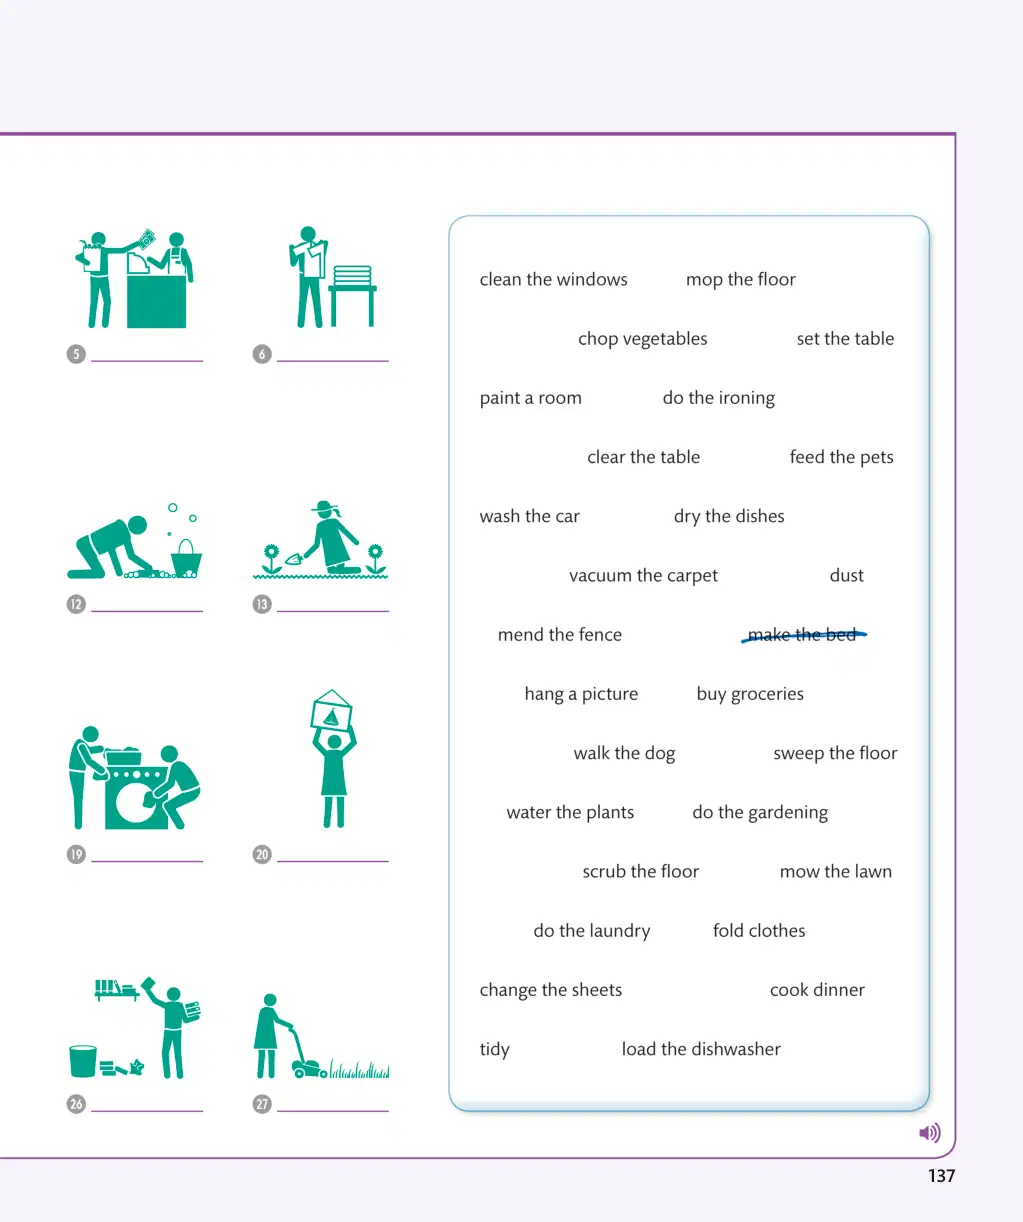 5
6
12
13
19
20
26
27
clean the windows mop the floor
chop vegetables set the table
paint a room do the ironing
clear the table feed the pets
wash the car dry the dishes
vacuum the carpet dust
mend the fence make the bed
hang a picture buy groceries
walk the dog sweep the floor
water the plants do the gardening
scrub the floor mow the lawn
do the laundry fold clothes
change the sheets cook dinner
tidy load the dishwasher
137